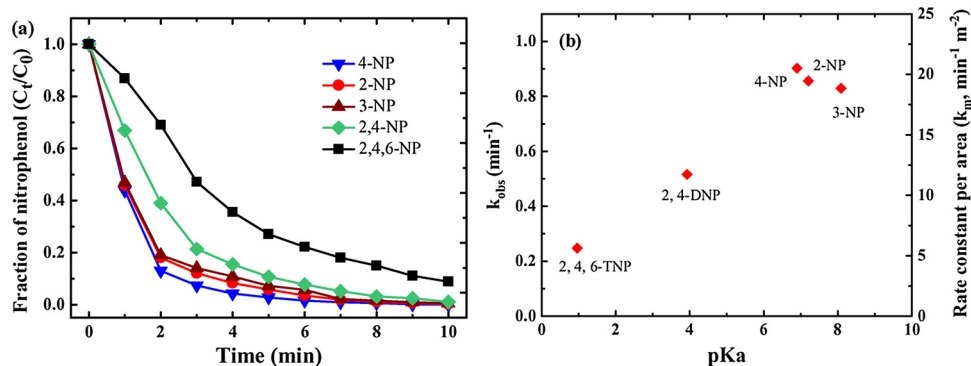 (a)
1.0
0.8
0.6
0.4
0.2
0.0
Fraction of nitrophenol (Ct/C0)
4-NP
2-NP
3-NP
2,4-NP
2,4,6-NP
0 2 4 6 8 10
Time (min)
(b)
1.0
0.8
0.6
0.4
0.2
0.0
kobs (min-1)
4-NP
2-NP
3-NP
2, 4-DNP
2, 4, 6-TNP
0 2 4 6 8 10
pKa
25
20
15
10
5
0
Rate constant per area (km, min-1 m-2)